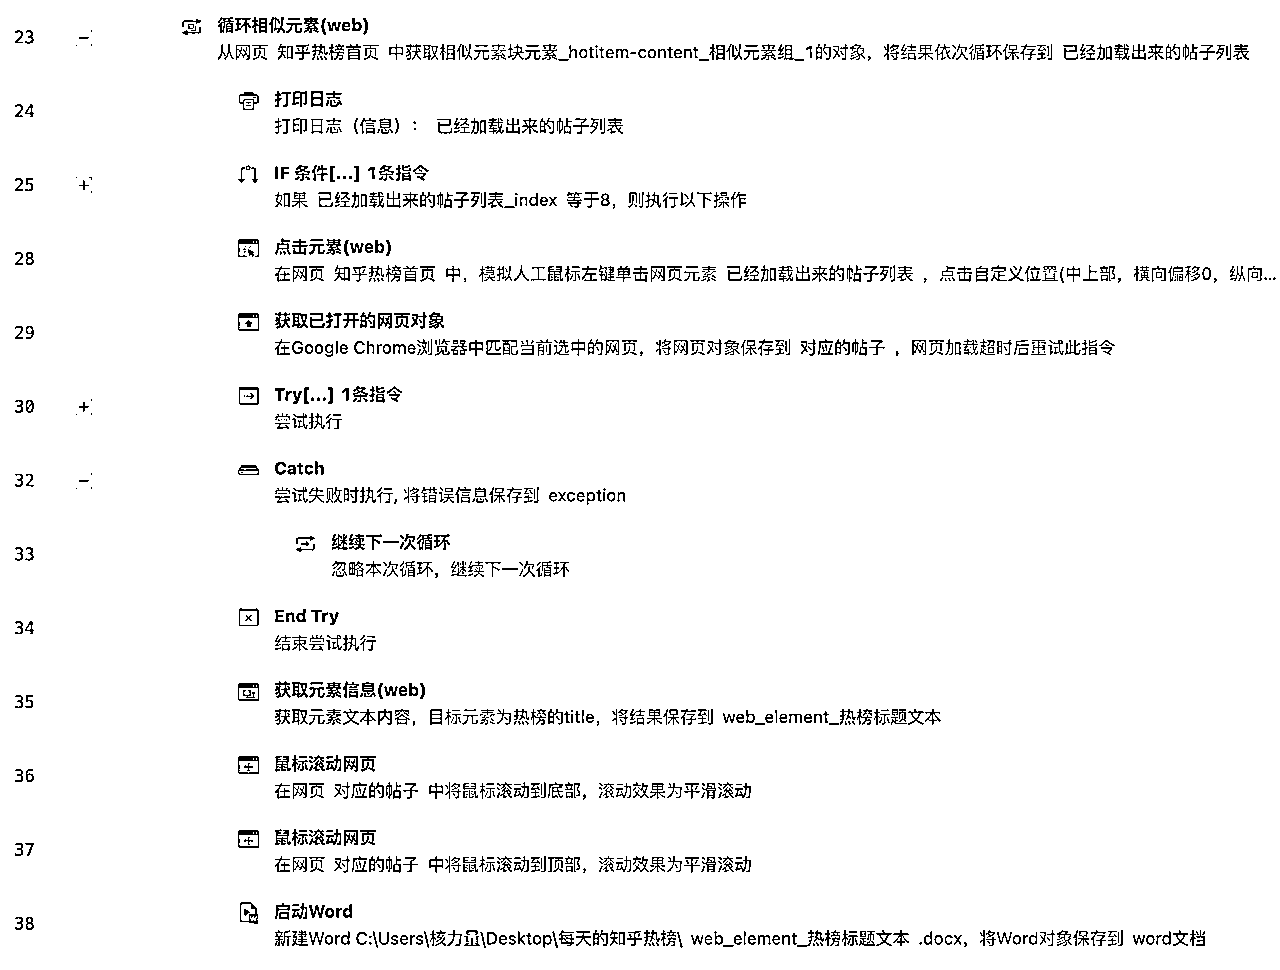 23 循环相似元素(web)
从网页 知乎热榜首页 中获取相似元素块元素_hotitem-content_相似元素组_1的对象，将结果依次循环保存到 已经加载出来的帖子列表
24 打印日志
打印日志（信息）： 已经加载出来的帖子列表
25 IF 条件[...] 1条指令
如果 已经加载出来的帖子列表_index 等于8，则执行以下操作
28 点击元素(web)
在网页 知乎热榜首页 中，模拟人工鼠标左键单击网页元素 已经加载出来的帖子列表 ，点击自定义位置(中上部，横向偏移0，纵向...
29 获取已打开的网页对象
在Google Chrome浏览器中匹配当前选中的网页，将网页对象保存到 对应的帖子 ，网页加载超时后重试此指令
30 Try[...] 1条指令
尝试执行
32 Catch
尝试失败时执行, 将错误信息保存到 exception
33 继续下一次循环
忽略本次循环，继续下一次循环
34 End Try
结束尝试执行
35 获取元素信息(web)
获取元素文本内容，目标元素为热榜的title，将结果保存到 web_element_热榜标题文本
36 鼠标滚动网页
在网页 对应的帖子 中将鼠标滚动到底部，滚动效果为平滑滚动
37 鼠标滚动网页
在网页 对应的帖子 中将鼠标滚动到顶部，滚动效果为平滑滚动
38 启动Word
新建Word C:\Users\核力量\Desktop\每天的知乎热榜\ web_element_热榜标题文本 .docx，将Word对象保存到 word文档